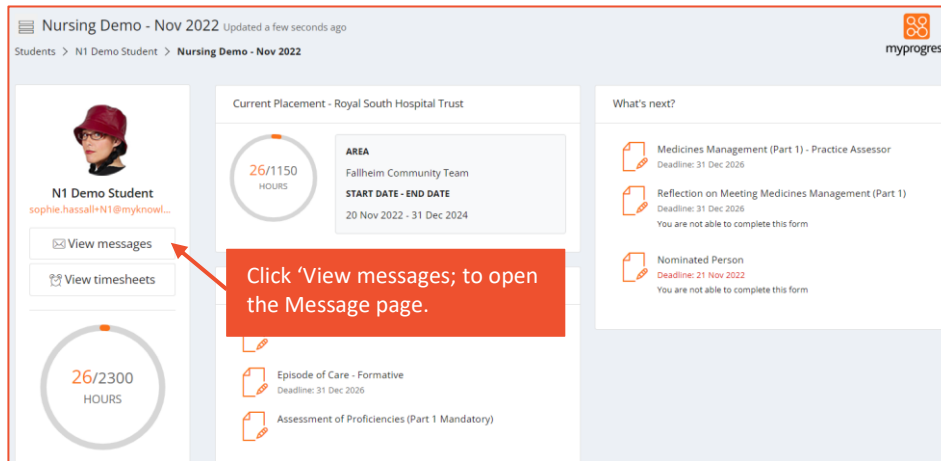 Nursing Demo - Nov 2022 Updated a few seconds ago
Students > N1 Demo Student > Nursing Demo - Nov 2022
myprogres
N1 Demo Student
sophie.hassall+N1@myknowl...
View messages
View timesheets
26/2300
HOURS
Current Placement - Royal South Hospital Trust
26/1150
HOURS
AREA
Fallheim Community Team
START DATE - END DATE
20 Nov 2022 - 31 Dec 2024
Click ‘View messages; to open
the Message page.
Episode of Care - Formative
Deadline: 31 Dec 2026
Assessment of Proficiencies (Part 1 Mandatory)
What's next?
Medicines Management (Part 1) - Practice Assessor
Deadline: 31 Dec 2026
Reflection on Meeting Medicines Management (Part 1)
Deadline: 31 Dec 2026
You are not able to complete this form
Nominated Person
Deadline: 21 Nov 2022
You are not able to complete this form